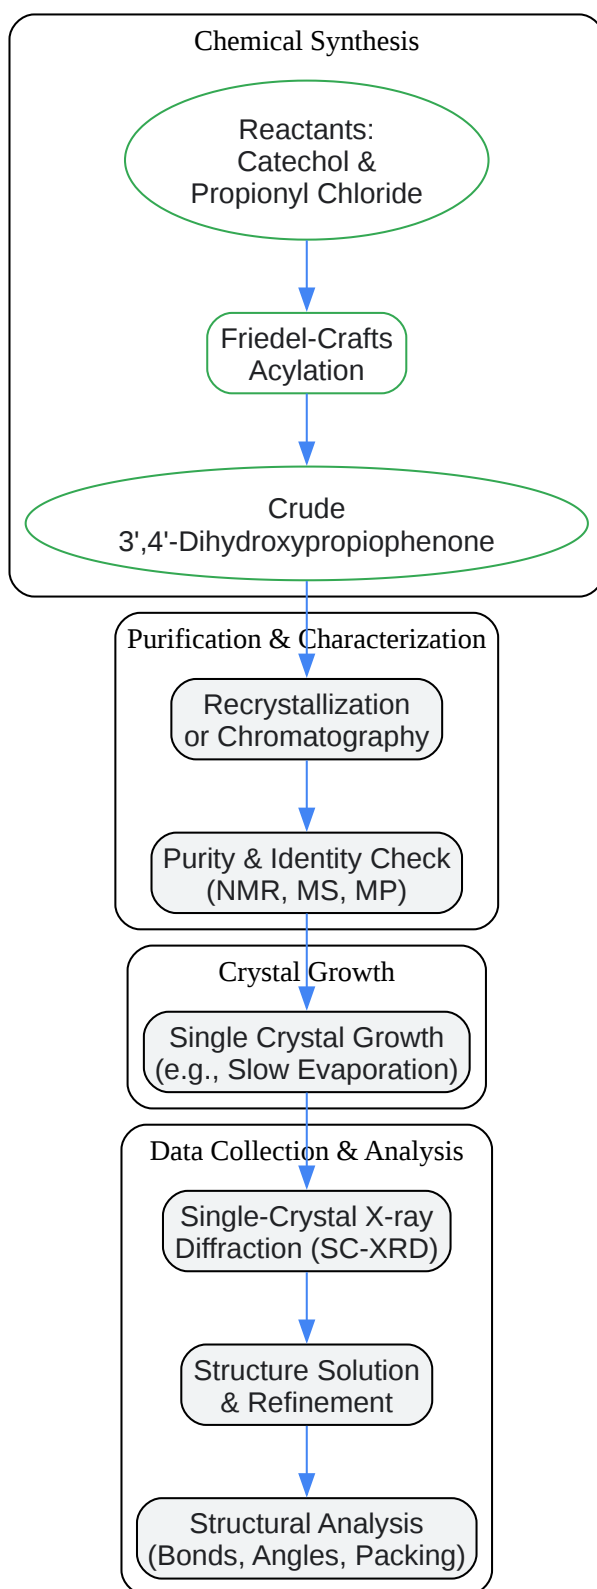 Chemical Synthesis
Reactants:
Catechol &
Propionyl Chloride
Friedel-Crafts
Acylation
Crude
3',4'-Dihydroxypropiophenone
Purification & Characterization
Recrystallization
or Chromatography
Purity & Identity Check
(NMR, MS, MP)
Crystal Growth
Single Crystal Growth
(e.g., Slow Evaporation)
Data Collection & Analysis
Single-Crystal X-ray
Diffraction (SC-XRD)
Structure Solution
& Refinement
Structural Analysis
(Bonds, Angles, Packing)